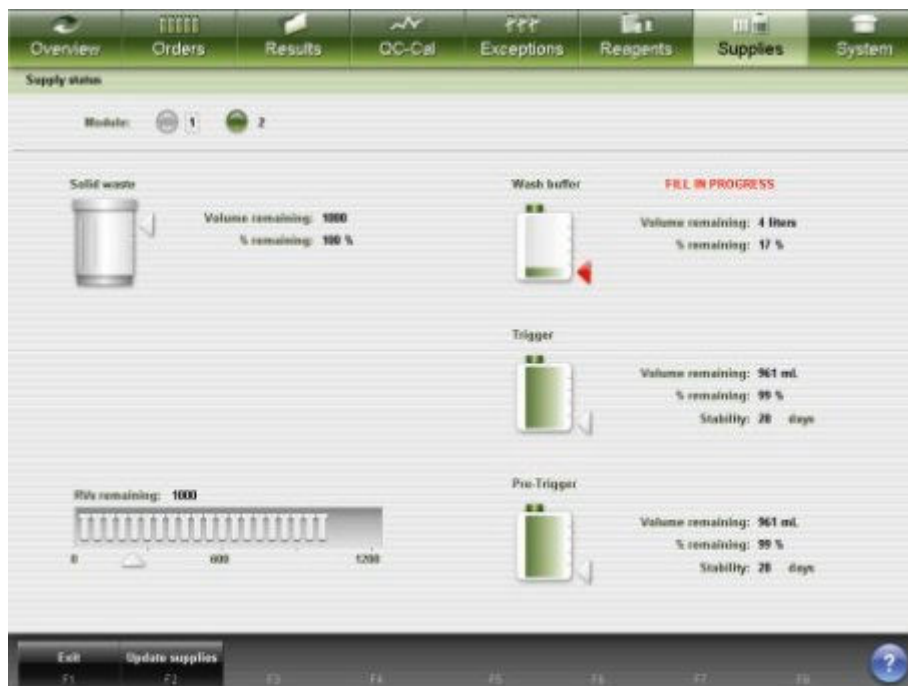 Overview Orders Results QC-Cal Exceptions Reagents Supplies System
Supply status
Module: 1 2
Solid waste
Volume remaining: 1000
% remaining: 100 %
Wash buffer FILL IN PROGRESS
Volume remaining: 4 liters
% remaining: 17 %
Trigger
Volume remaining: 961 mL
% remaining: 99 %
Stability: 28 days
RVs remaining: 1000
0 600 1200
Pre-Trigger
Volume remaining: 961 mL
% remaining: 99 %
Stability: 28 days
Exit Update supplies ?
F1 F2 F3 F4 F5 F6 F7 F8